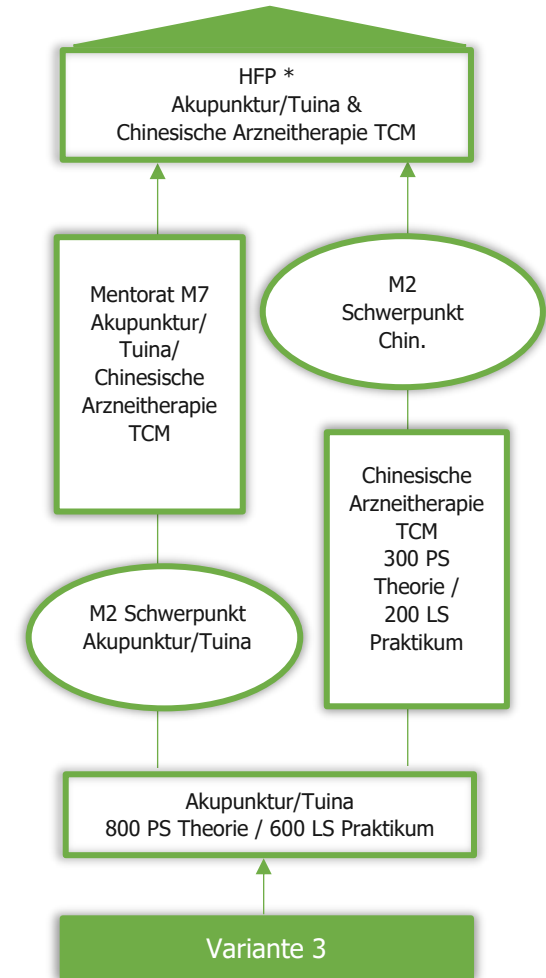 HFP *
Akupunktur/Tuina &
Chinesische Arzneitherapie TCM
Mentorat M7
Akupunktur/
Tuina/
Chinesische
Arzneitherapie
TCM
M2
Schwerpunkt
Chin.
M2 Schwerpunkt
Akupunktur/Tuina
Chinesische
Arzneitherapie
TCM
300 PS
Theorie /
200 LS
Praktikum
Akupunktur/Tuina
800 PS Theorie / 600 LS Praktikum
Variante 3